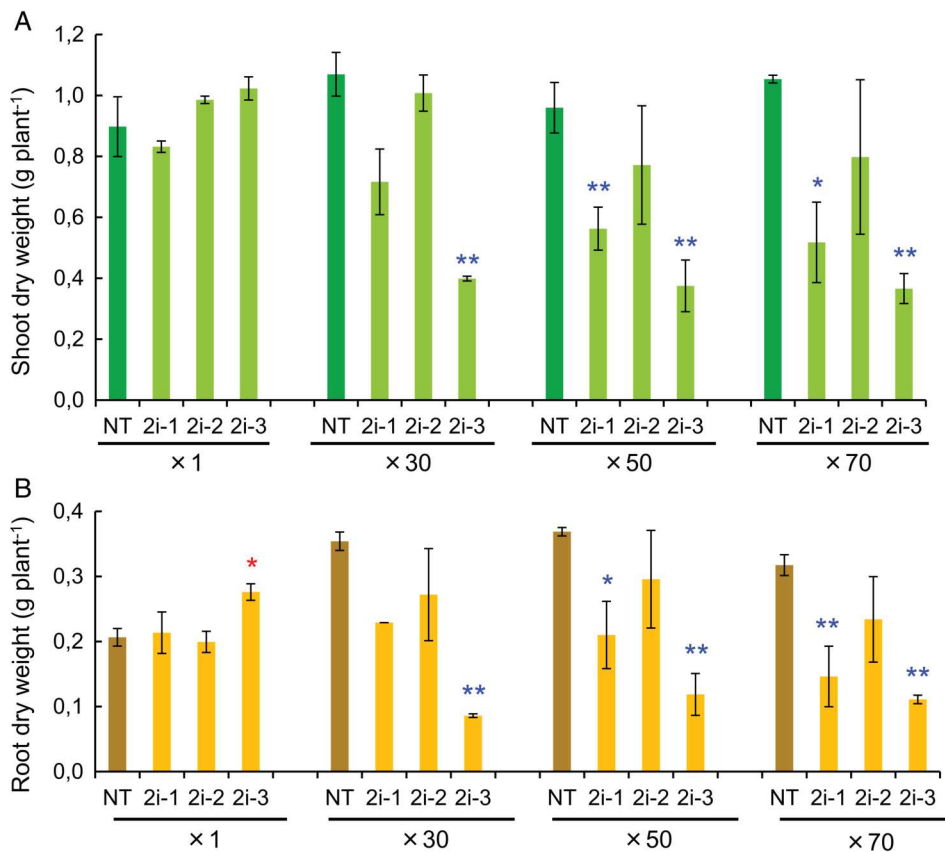 A
Shoot dry weight (g plant⁻¹)
1,2
1,0
0,8
0,6
0,4
0,2
0,0
** ** ** * **
NT 2i-1 2i-2 2i-3 NT 2i-1 2i-2 2i-3 NT 2i-1 2i-2 2i-3 NT 2i-1 2i-2 2i-3
×1 ×30 ×50 ×70
B
Root dry weight (g plant⁻¹)
0,4
0,3
0,2
0,1
0,0
* ** * ** ** **
NT 2i-1 2i-2 2i-3 NT 2i-1 2i-2 2i-3 NT 2i-1 2i-2 2i-3 NT 2i-1 2i-2 2i-3
×1 ×30 ×50 ×70